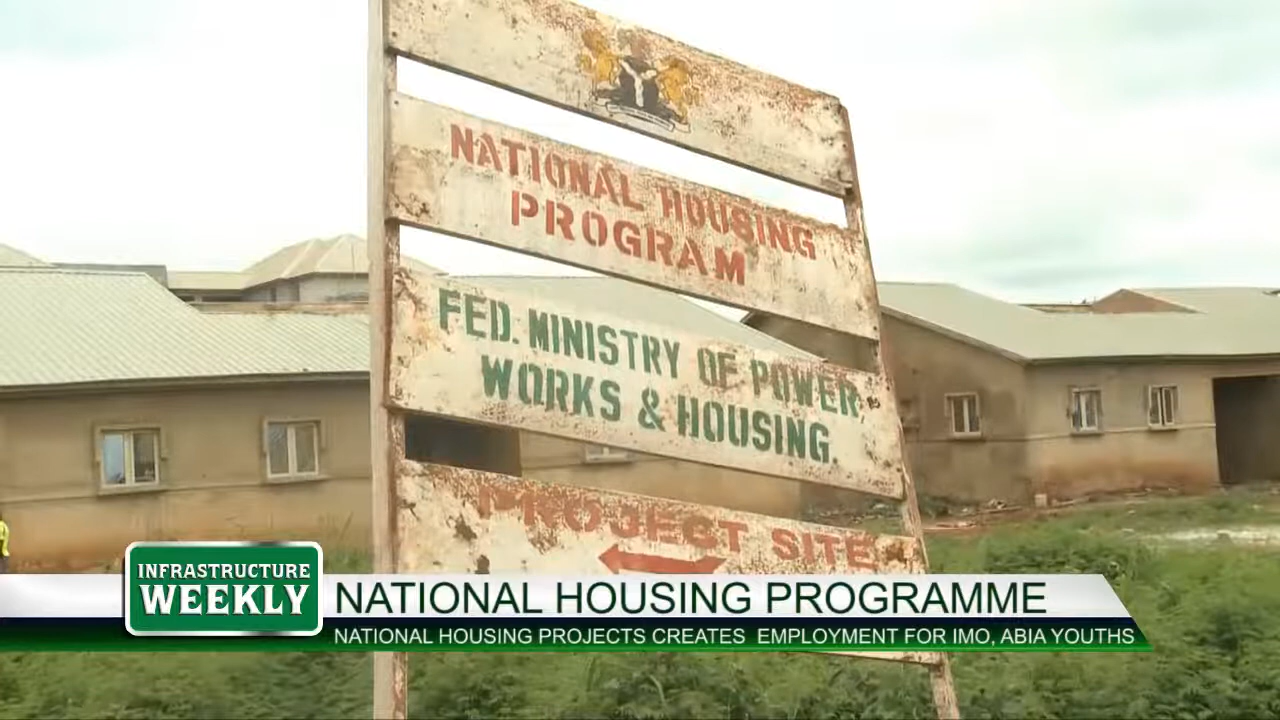 NATIONAL HOUSING
PROGRAM
FED. MINISTRY OF POWER,
WORKS & HOUSING.
PROJECT SITE
INFRASTRUCTURE
WEEKLY
NATIONAL HOUSING PROGRAMME
NATIONAL HOUSING PROJECTS CREATES EMPLOYMENT FOR IMO, ABIA YOUTHS